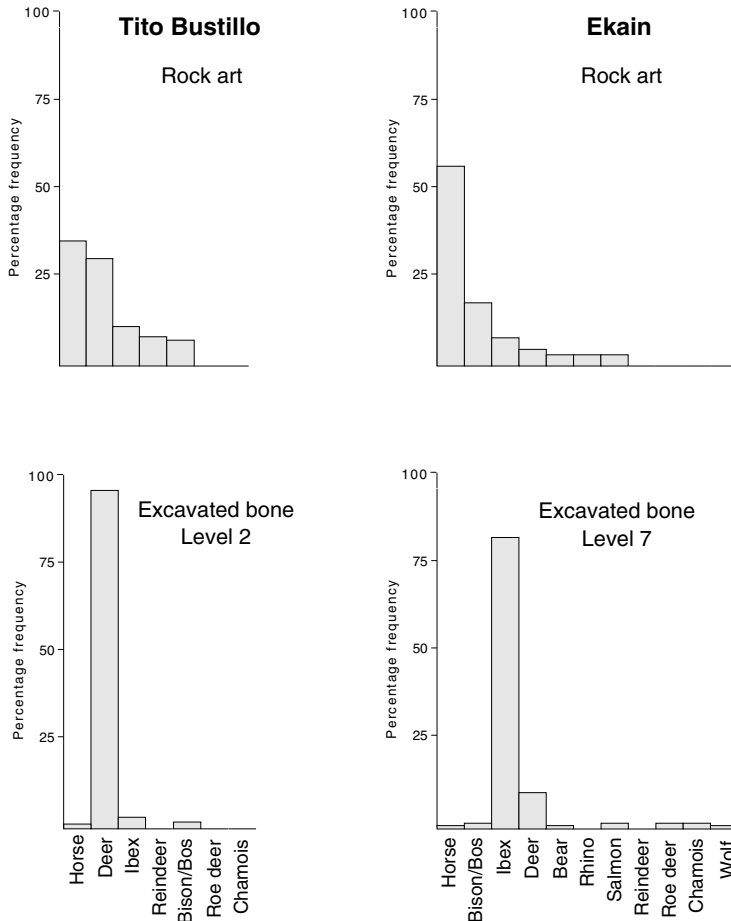 Tito Bustillo
Rock art
100
75
50
25
Percentage frequency
Ekain
Rock art
100
75
50
25
Percentage frequency
Excavated bone
Level 2
100
75
50
25
Percentage frequency
Horse
Deer
Ibex
Reindeer
Bison/Bos
Roe deer
Chamois
Excavated bone
Level 7
100
75
50
25
Percentage frequency
Horse
Bison/Bos
Ibex
Deer
Bear
Rhino
Salmon
Reindeer
Roe deer
Chamois
Wolf